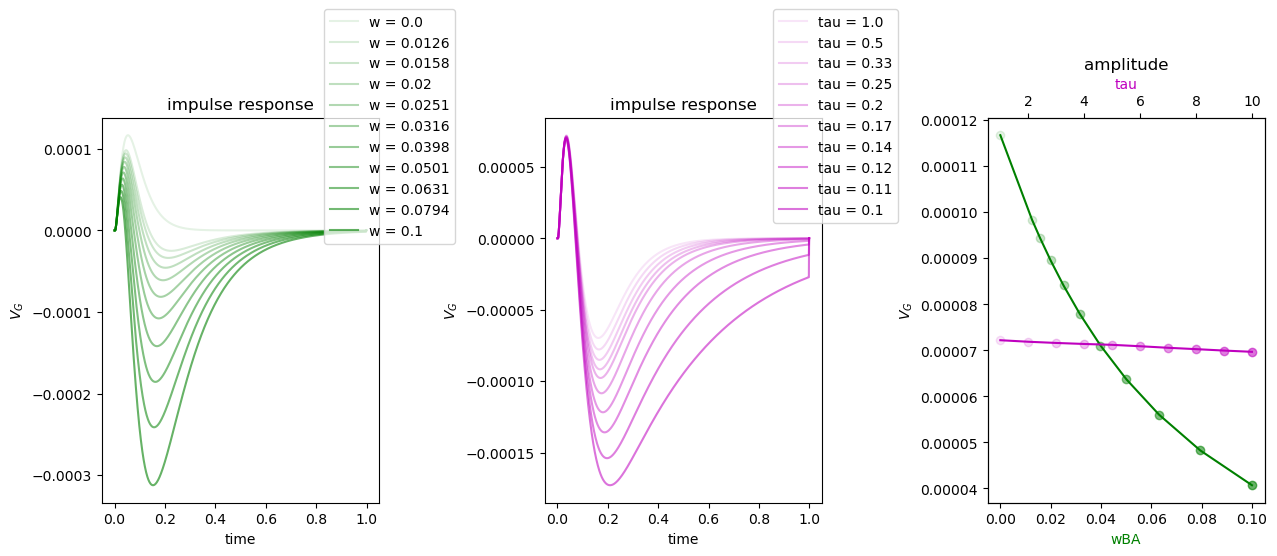 impulse response
0.0001
0.0000
−0.0001
−0.0002
−0.0003
V_G
0.0 0.2 0.4 0.6 0.8 1.0
time
w = 0.0
w = 0.0126
w = 0.0158
w = 0.02
w = 0.0251
w = 0.0316
w = 0.0398
w = 0.0501
w = 0.0631
w = 0.0794
w = 0.1
impulse response
0.00005
0.00000
−0.00005
−0.00010
−0.00015
V_G
0.0 0.2 0.4 0.6 0.8 1.0
time
tau = 1.0
tau = 0.5
tau = 0.33
tau = 0.25
tau = 0.2
tau = 0.17
tau = 0.14
tau = 0.12
tau = 0.11
tau = 0.1
amplitude
tau
2 4 6 8 10
0.00012
0.00011
0.00010
0.00009
0.00008
0.00007
0.00006
0.00005
0.00004
V_G
0.00 0.02 0.04 0.06 0.08 0.10
wBA